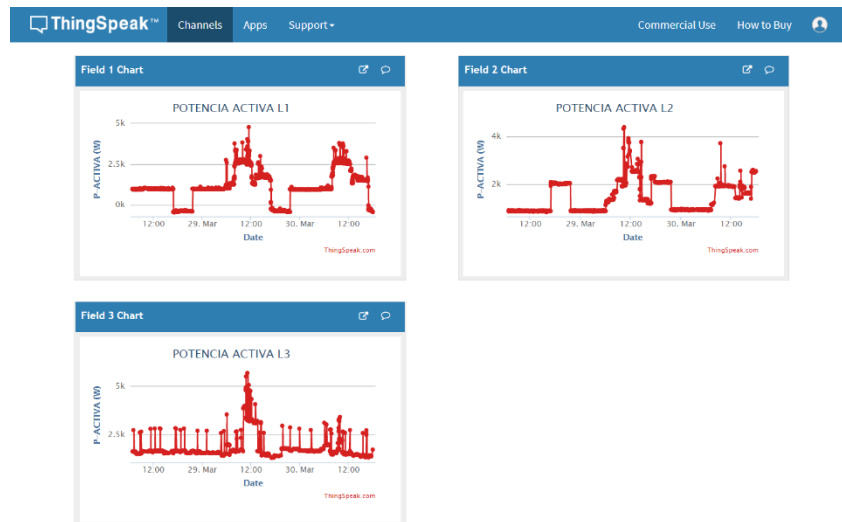 ThingSpeak™ Channels Apps Support Commercial Use How to Buy
Field 1 Chart
POTENCIA ACTIVA L1
P-ACTIVA (W)
5k
2.5k
0k
12:00 29. Mar 12:00 30. Mar 12:00
Date
ThingSpeak.com
Field 2 Chart
POTENCIA ACTIVA L2
P-ACTIVA (W)
4k
2k
12:00 29. Mar 12:00 30. Mar 12:00
Date
ThingSpeak.com
Field 3 Chart
POTENCIA ACTIVA L3
P-ACTIVA (W)
5k
2.5k
12:00 29. Mar 12:00 30. Mar 12:00
Date
ThingSpeak.com